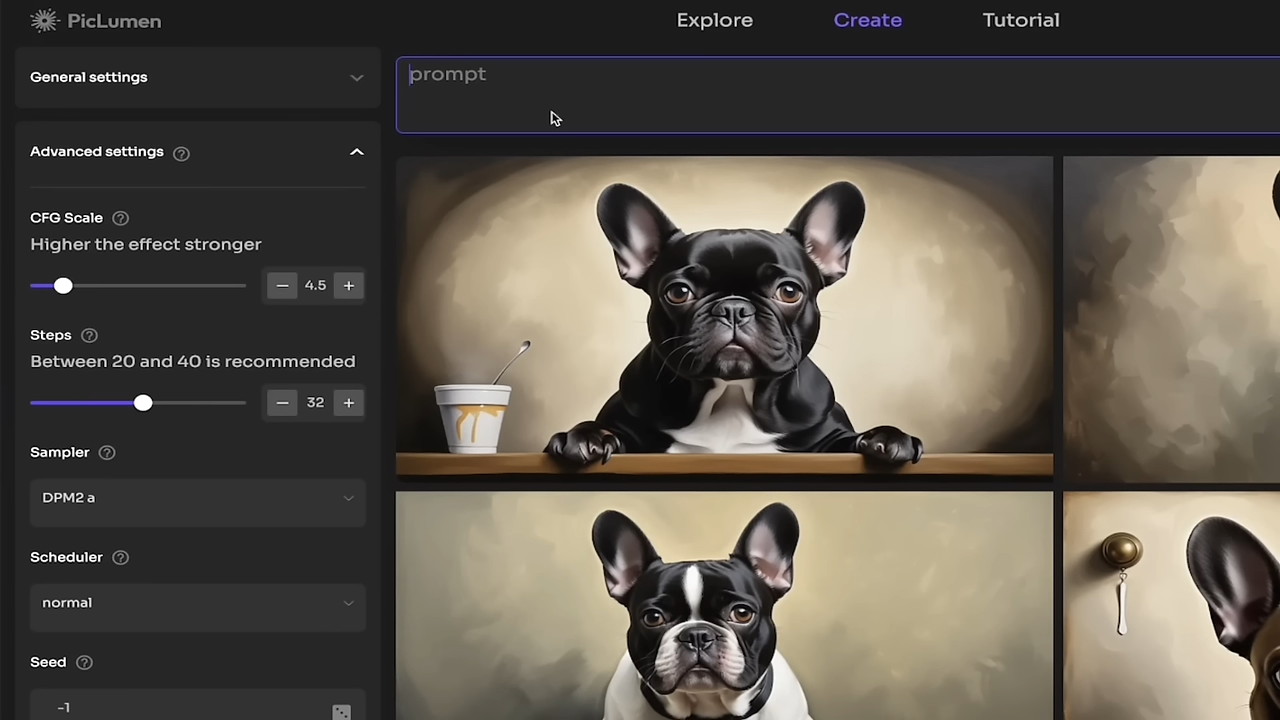 PicLumen
Explore
Create
Tutorial
General settings
prompt
Advanced settings
CFG Scale
Higher the effect stronger
4.5
Steps
Between 20 and 40 is recommended
32
Sampler
DPM2 a
Scheduler
normal
Seed
-1